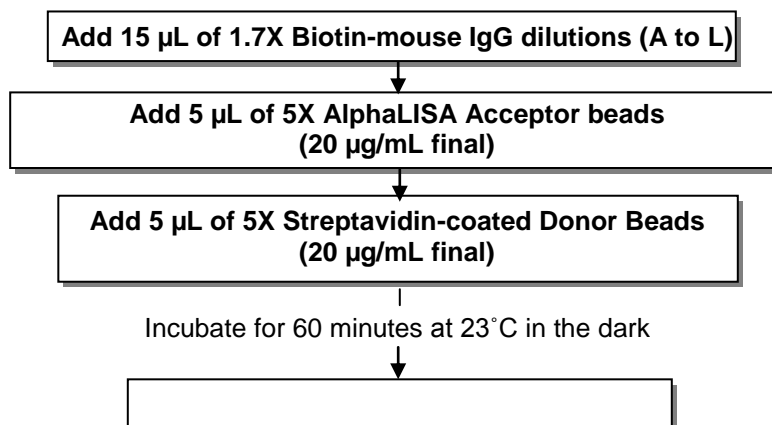 Add 15 µL of 1.7X Biotin-mouse IgG dilutions (A to L)
Add 5 µL of 5X AlphaLISA Acceptor beads
(20 µg/mL final)
Add 5 µL of 5X Streptavidin-coated Donor Beads
(20 µg/mL final)
Incubate for 60 minutes at 23˚C in the dark